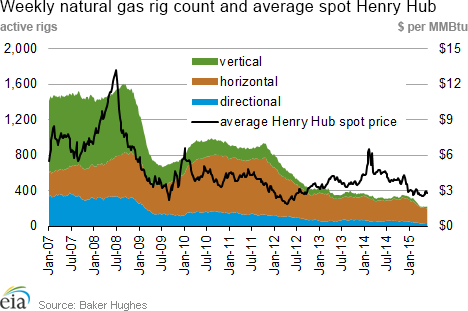 Weekly natural gas rig count and average spot Henry Hub
active rigs $ per MMBtu
2,000 $15
1,600 $12
1,200 $9
800 $6
400 $3
0 $0
vertical
horizontal
directional
average Henry Hub spot price
Jan-07 Jul-07 Jan-08 Jul-08 Jan-09 Jul-09 Jan-10 Jul-10 Jan-11 Jul-11 Jan-12 Jul-12 Jan-13 Jul-13 Jan-14 Jul-14 Jan-15
eia Source: Baker Hughes